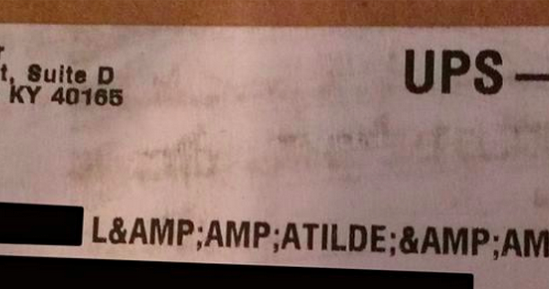 t, Suite D
KY 40165
UPS –
L&AMP;AMP;ATILDE;&AMP;AM